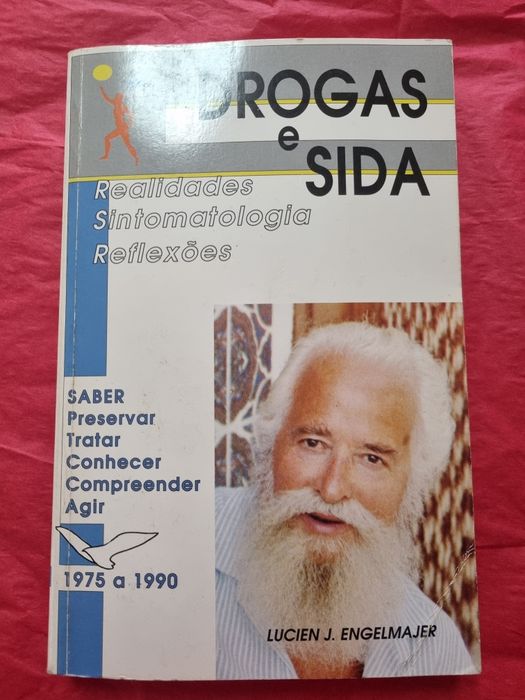 DROGAS
e
SIDA
Realidades
Sintomatologia
Reflexões
SABER
Preservar
Tratar
Conhecer
Compreender
Agir
1975 a 1990
LUCIEN J. ENGELMAJER